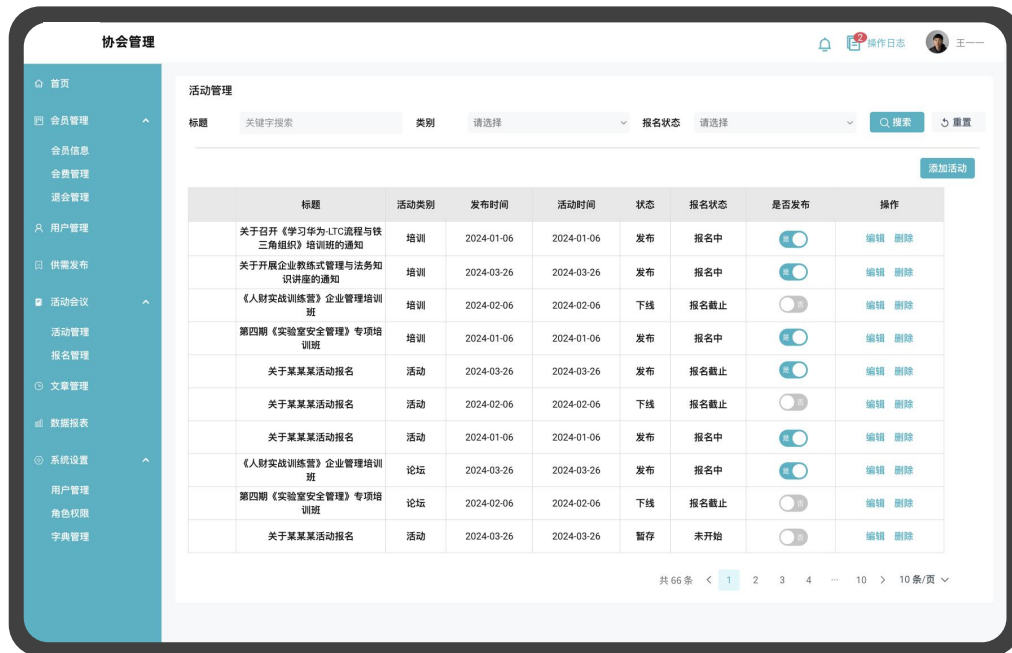 协会管理
2
操作日志
王一一
首页
会员管理
会员信息
会费管理
退会管理
用户管理
供需发布
活动会议
活动管理
报名管理
文章管理
数据报表
系统设置
用户管理
角色权限
字典管理
活动管理
标题 关键字搜索 类别 请选择 报名状态 请选择 搜索 重置
添加活动
标题 活动类别 发布时间 活动时间 状态 报名状态 是否发布 操作
关于召开《学习华为-LTC流程与铁
三角组织》培训班的通知 培训 2024-01-06 2024-01-06 发布 报名中 是 编辑 删除
关于开展企业教练式管理与法务知
识讲座的通知 培训 2024-03-26 2024-03-26 发布 报名中 是 编辑 删除
《人财实战训练营》企业管理培训
班 培训 2024-02-06 2024-02-06 下线 报名截止 否 编辑 删除
第四期《实验室安全管理》专项培
训班 培训 2024-01-06 2024-01-06 发布 报名中 是 编辑 删除
关于某某某活动报名 活动 2024-03-26 2024-03-26 发布 报名截止 是 编辑 删除
关于某某某活动报名 活动 2024-02-06 2024-02-06 下线 报名截止 否 编辑 删除
关于某某某活动报名 活动 2024-01-06 2024-01-06 发布 报名中 是 编辑 删除
《人财实战训练营》企业管理培训
班 论坛 2024-03-26 2024-03-26 发布 报名中 是 编辑 删除
第四期《实验室安全管理》专项培
训班 论坛 2024-02-06 2024-02-06 下线 报名截止 否 编辑 删除
关于某某某活动报名 活动 2024-03-26 2024-03-26 暂存 未开始 否 编辑 删除
共 66 条 < 1 2 3 4 ··· 10 > 10 条/页